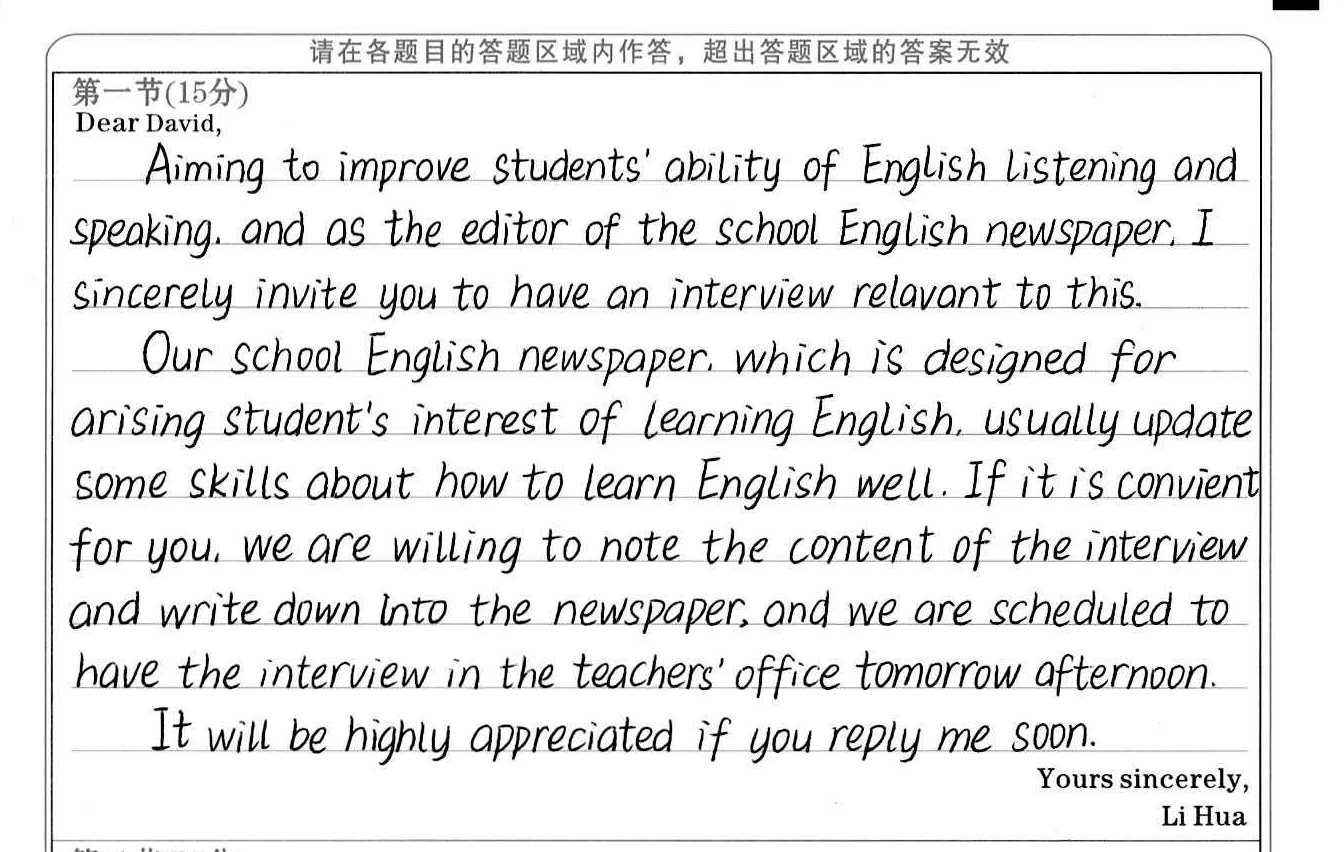 请在各题目的答题区域内作答，超出答题区域的答案无效
第一节(15分)
Dear David,
Aiming to improve students' ability of English listening and
speaking, and as the editor of the school English newspaper, I
sincerely invite you to have an interview relavant to this.
Our school English newspaper, which is designed for
arising student's interest of learning English, usually update
some skills about how to learn English well. If it is convient
for you, we are willing to note the content of the interview
and write down into the newspaper, and we are scheduled to
have the interview in the teachers' office tomorrow afternoon.
It will be highly appreciated if you reply me soon.
Yours sincerely,
Li Hua